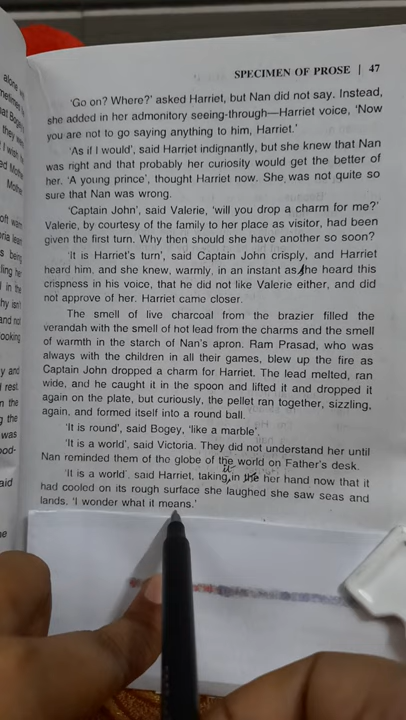 SPECIMEN OF PROSE | 47
'Go on? Where?' asked Harriet, but Nan did not say. Instead,
she added in her admonitory seeing-through—Harriet voice, 'Now
you are not to go saying anything to him, Harriet.'
'As if I would', said Harriet indignantly, but she knew that Nan
was right and that probably her curiosity would get the better of
her. 'A young prince', thought Harriet now. She was not quite so
sure that Nan was wrong.
'Captain John', said Valerie, 'will you drop a charm for me?'
Valerie, by courtesy of the family to her place as visitor, had been
given the first turn. Why then should she have another so soon?
'It is Harriet's turn', said Captain John crisply, and Harriet
heard him, and she knew, warmly, in an instant as she heard this
crispness in his voice, that he did not like Valerie either, and did
not approve of her. Harriet came closer.
The smell of live charcoal from the brazier filled the
verandah with the smell of hot lead from the charms and the smell
of warmth in the starch of Nan's apron. Ram Prasad, who was
always with the children in all their games, blew up the fire as
Captain John dropped a charm for Harriet. The lead melted, ran
wide, and he caught it in the spoon and lifted it and dropped it
again on the plate, but curiously, the pellet ran together, sizzling,
again, and formed itself into a round ball.
'It is round', said Bogey, 'like a marble'.
'It is a world', said Victoria. They did not understand her until
Nan reminded them of the globe of the world on Father's desk.
'It is a world'. said Harriet, taking it in the her hand now that it
had cooled on its rough surface she laughed she saw seas and
lands. 'I wonder what it means.'